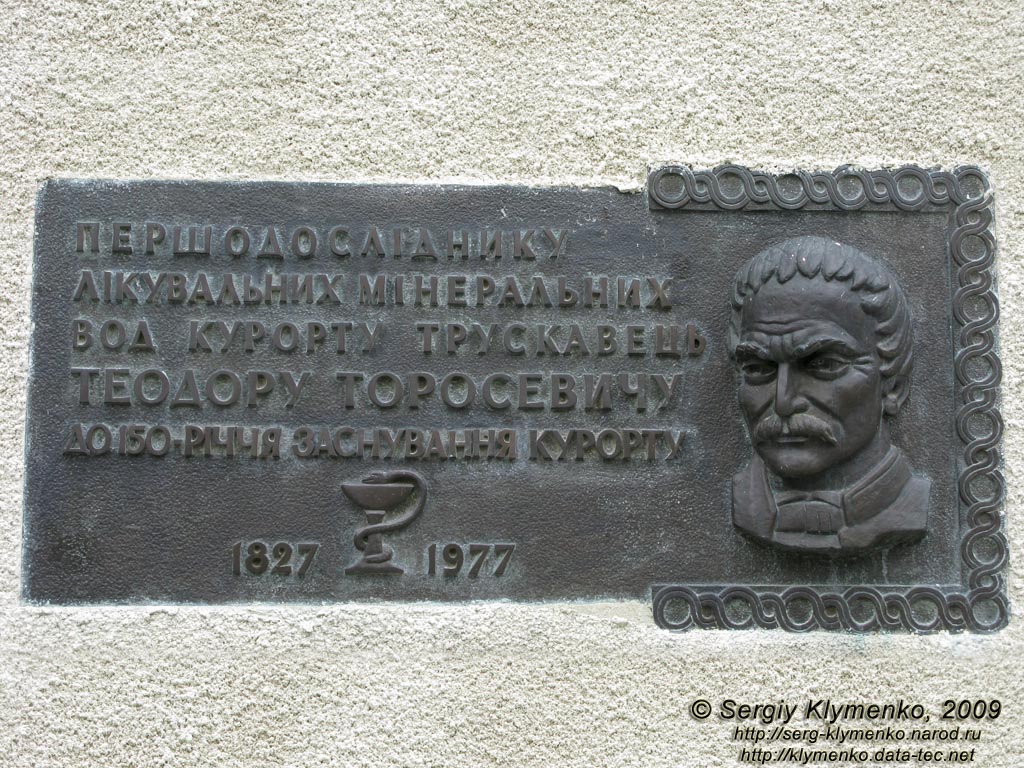 ПЕРШОДОСЛІДНИКУ
ЛІКУВАЛЬНИХ МІНЕРАЛЬНИХ
ВОД КУРОРТУ ТРУСКАВЕЦЬ
ТЕОДОРУ ТОРОСЕВИЧУ
ДО 150-РІЧЧЯ ЗАСНУВАННЯ КУРОРТУ
1827 1977
© Sergiy Klymenko, 2009
http://serg-klymenko.narod.ru
http://klymenko.data-tec.net